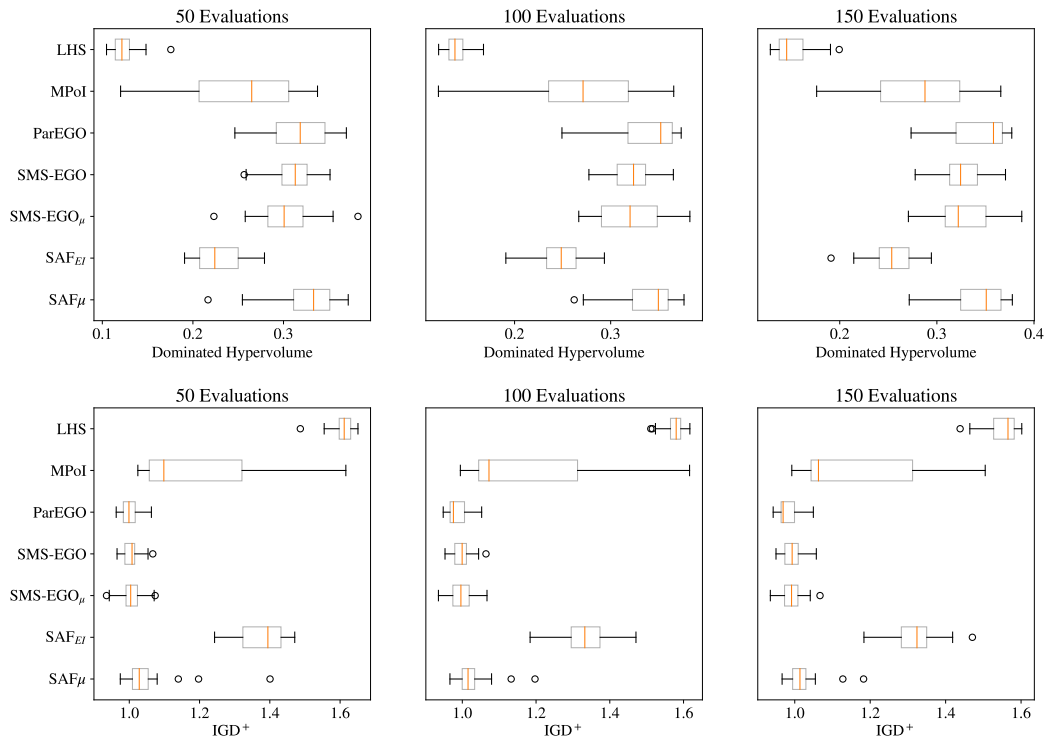 50 Evaluations 100 Evaluations 150 Evaluations
LHS
MPoI
ParEGO
SMS-EGO
SMS-EGOμ
SAF_EI
SAFμ
0.1 0.2 0.3 0.2 0.3 0.2 0.3 0.4
Dominated Hypervolume Dominated Hypervolume Dominated Hypervolume
50 Evaluations 100 Evaluations 150 Evaluations
LHS
MPoI
ParEGO
SMS-EGO
SMS-EGOμ
SAF_EI
SAFμ
1.0 1.2 1.4 1.6 1.0 1.2 1.4 1.6 1.0 1.2 1.4 1.6
IGD⁺ IGD⁺ IGD⁺